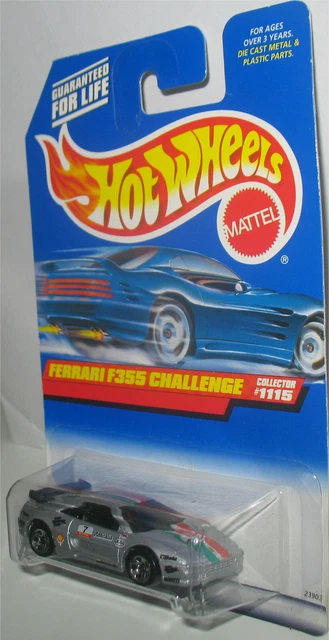 GUARANTEED
FOR LIFE
FOR AGES
OVER 3 YEARS.
DIE CAST METAL &
PLASTIC PARTS.
HOT WHEELS
MATTEL
®
FERRARI F355 CHALLENGE
COLLECTOR
#1115
7